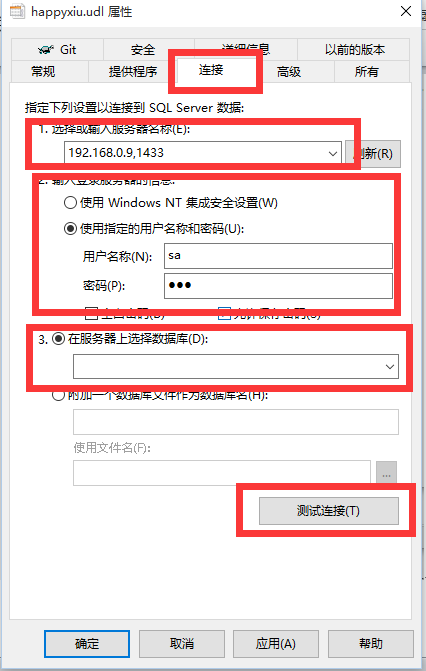 happyxiu.udl 属性
Git 安全 详细信息 以前的版本
常规 提供程序 连接 高级 所有
指定下列设置以连接到 SQL Server 数据:
1. 选择或输入服务器名称(E):
192.168.0.9,1433 刷新(R)
2. 输入登录服务器的信息:
使用 Windows NT 集成安全设置(W)
使用指定的用户名称和密码(U):
用户名称(N): sa
密码(P): ●●●
空白密码(B) 允许保存密码(S)
3. 在服务器上选择数据库(D):
附加一个数据库文件作为数据库名(H):
使用文件名(F):
...
测试连接(T)
确定 取消 应用(A) 帮助